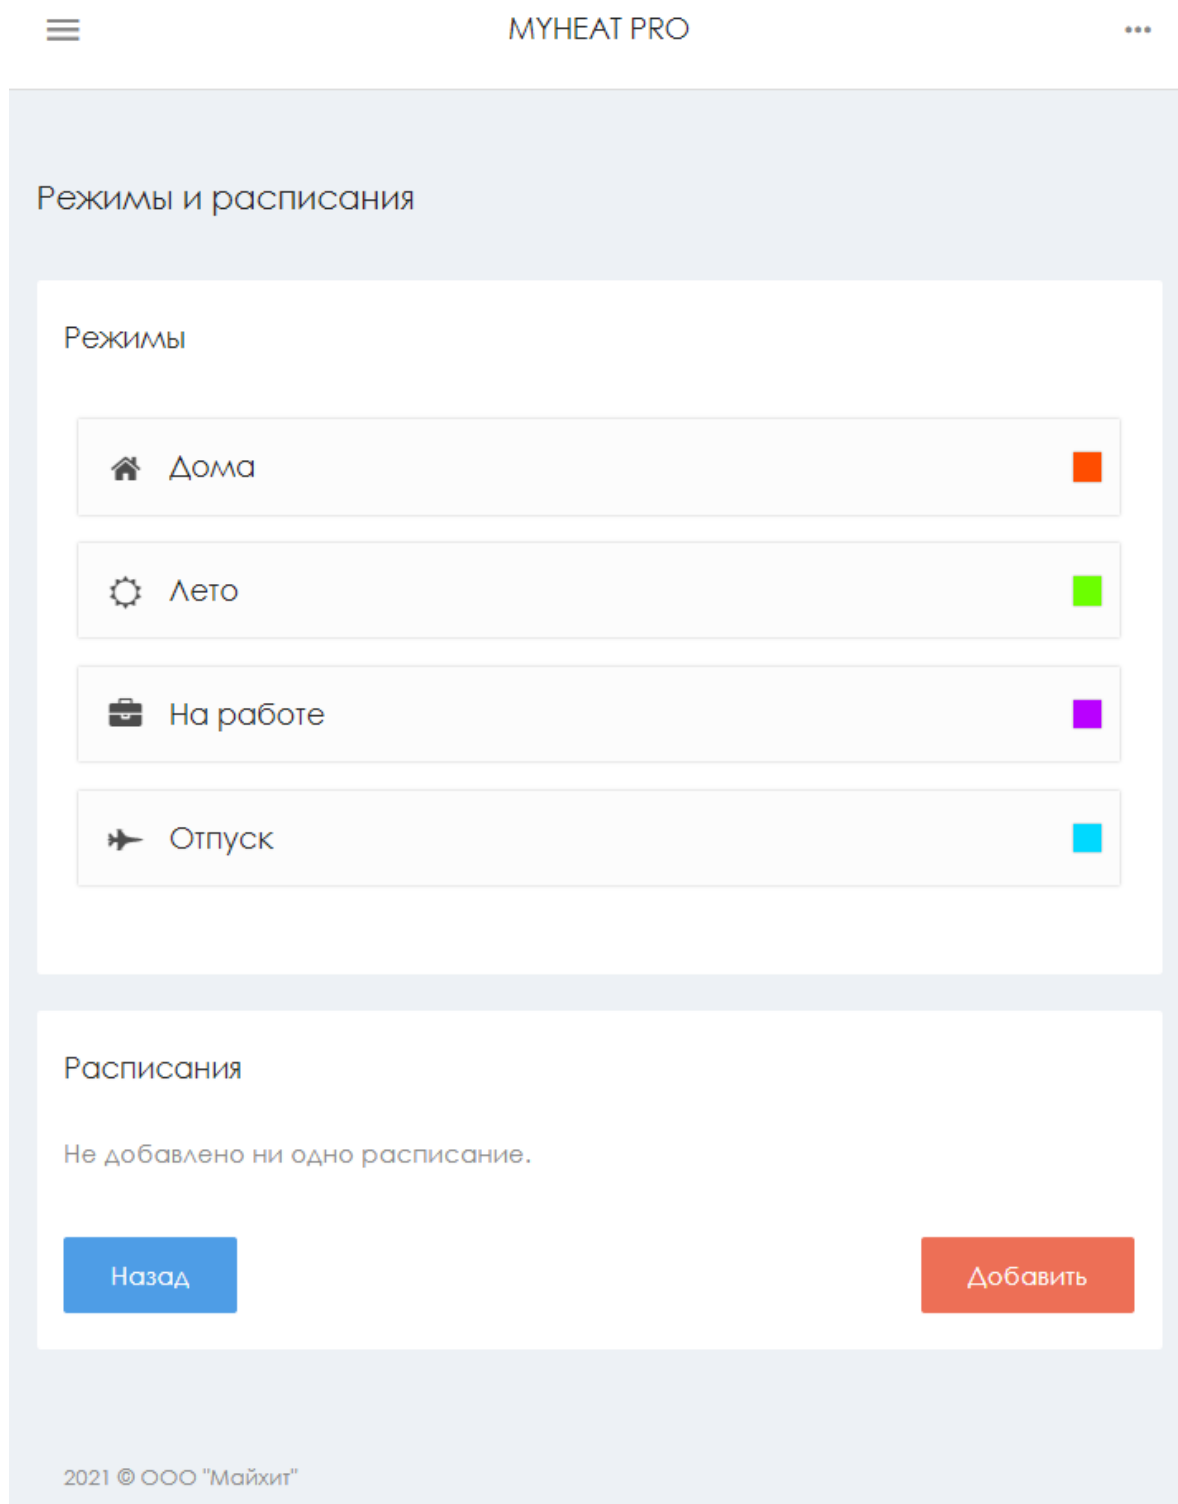 MYHEAT PRO
Режимы и расписания
Режимы
Дома
Лето
На работе
Отпуск
Расписания
Не добавлено ни одно расписание.
Назад
Добавить
2021 © ООО "Майхит"